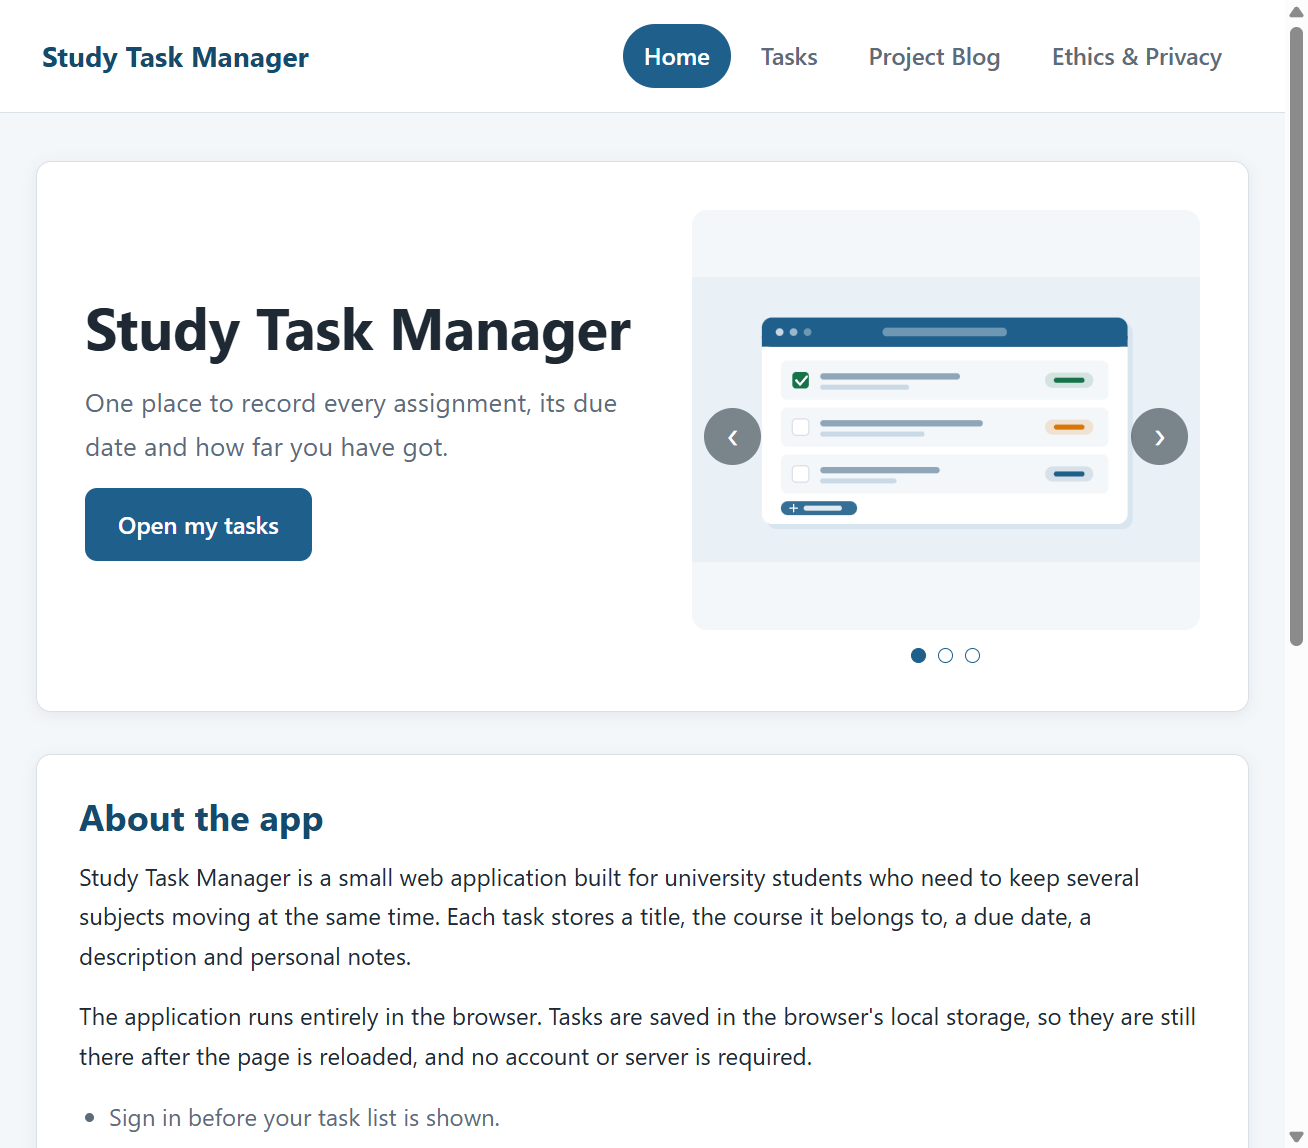 Study Task Manager
Home
Tasks
Project Blog
Ethics & Privacy
Study Task Manager
One place to record every assignment, its due
date and how far you have got.
Open my tasks
About the app
Study Task Manager is a small web application built for university students who need to keep several
subjects moving at the same time. Each task stores a title, the course it belongs to, a due date, a
description and personal notes.
The application runs entirely in the browser. Tasks are saved in the browser's local storage, so they are still
there after the page is reloaded, and no account or server is required.
Sign in before your task list is shown.